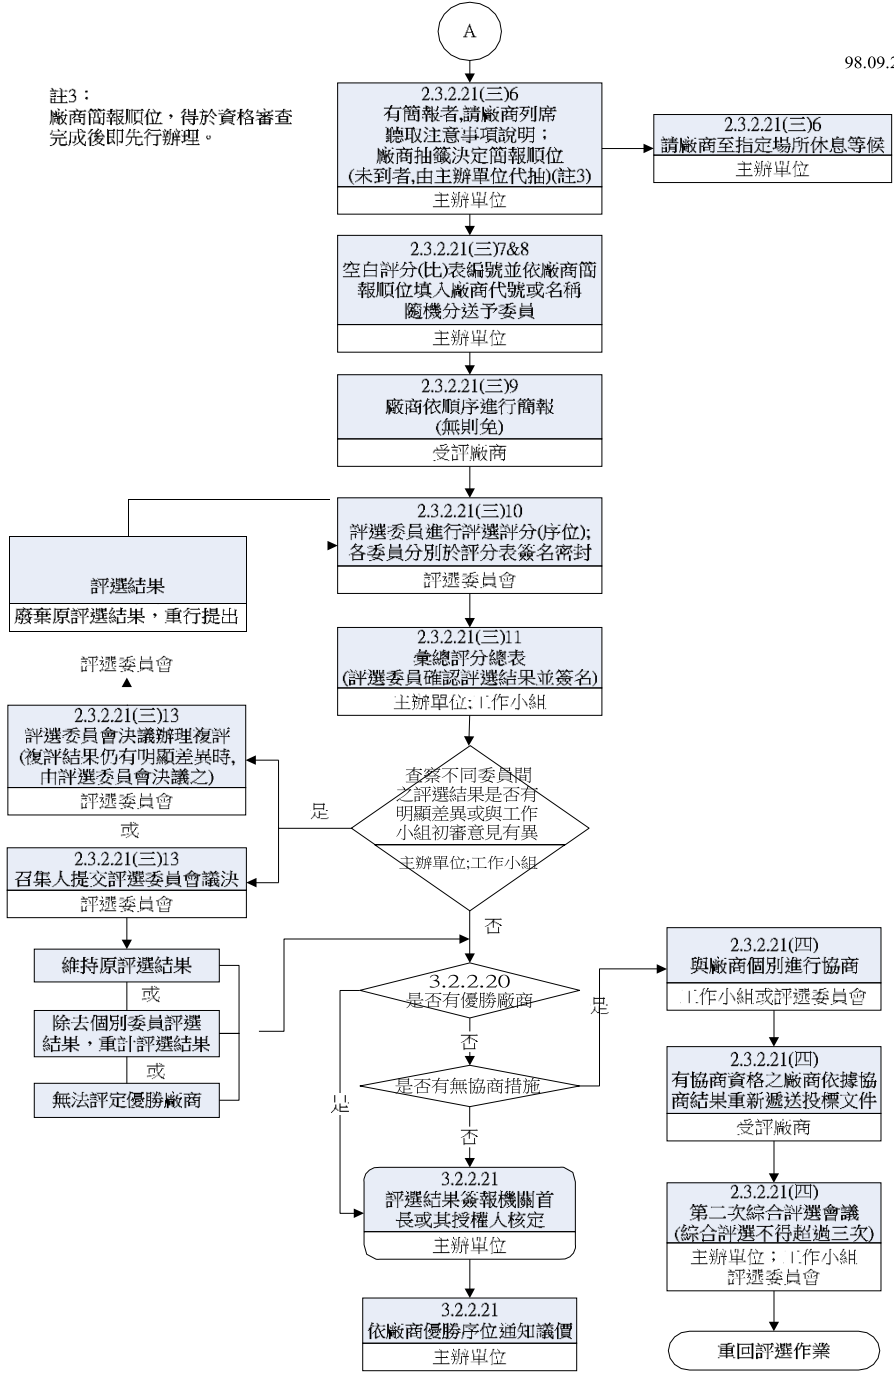 A
98.09.2
註3：
廠商簡報順位，得於資格審查
完成後即先行辦理。
2.3.2.21(三)6
有簡報者,請廠商列席
聽取注意事項說明；
廠商抽籤決定簡報順位
(未到者,由主辦單位代抽)(註3)
主辦單位
2.3.2.21(三)6
請廠商至指定場所休息等候
主辦單位
2.3.2.21(三)7&8
空白評分(比)表編號並依廠商簡
報順位填入廠商代號或名稱
隨機分送予委員
主辦單位
2.3.2.21(三)9
廠商依順序進行簡報
(無則免)
受評廠商
2.3.2.21(三)10
評選委員進行評選評分(序位);
各委員分別於評分表簽名密封
評選委員會
評選結果
廢棄原評選結果，重行提出
評選委員會
2.3.2.21(三)11
彙總評分總表
(評選委員確認評選結果並簽名)
主辦單位;工作小組
2.3.2.21(三)13
評選委員會決議辦理複評
(複評結果仍有明顯差異時,
由評選委員會決議之)
評選委員會
或
2.3.2.21(三)13
召集人提交評選委員會議決
評選委員會
是
查察不同委員間
之評選結果是否有
明顯差異或與工作
小組初審意見有異
主辦單位;工作小組
否
維持原評選結果
或
除去個別委員評選
結果，重計評選結果
或
無法評定優勝廠商
3.2.2.20
是否有優勝廠商
否
是
是否有無協商措施
是
否
3.2.2.21
評選結果簽報機關首
長或其授權人核定
主辦單位
3.2.2.21
依廠商優勝序位通知議價
主辦單位
2.3.2.21(四)
與廠商個別進行協商
工作小組或評選委員會
2.3.2.21(四)
有協商資格之廠商依據協
商結果重新遞送投標文件
受評廠商
2.3.2.21(四)
第二次綜合評選會議
(綜合評選不得超過三次)
主辦單位；工作小組
評選委員會
重回評選作業